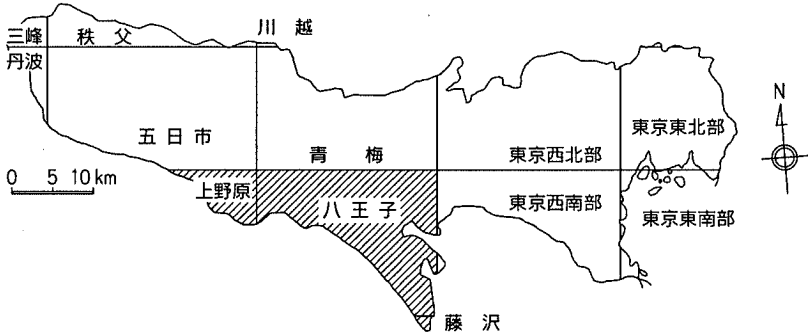 川越
三峰 秩父
丹波
N
五日市
青梅
東京西北部
東京東北部
0 5 10km
上野原
八王子
東京西南部
東京東南部
藤沢